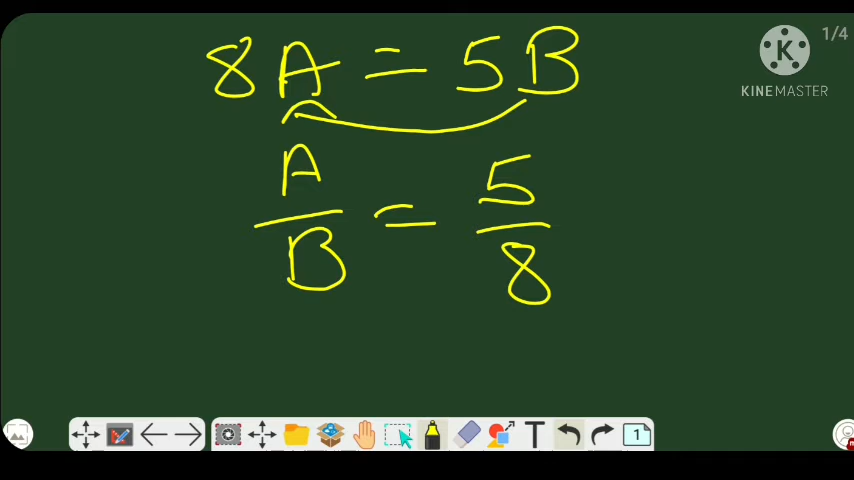 8A = 5B
1/4
KINEMASTER
A/B = 5/8
T
1